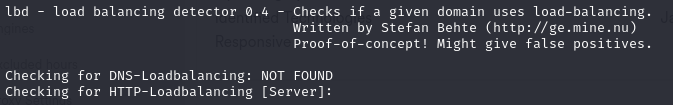 lbd - load balancing detector 0.4 - Checks if a given domain uses load-balancing.
Written by Stefan Behte (http://ge.mine.nu)
Proof-of-concept! Might give false positives.
Checking for DNS-Loadbalancing: NOT FOUND
Checking for HTTP-Loadbalancing [Server]: